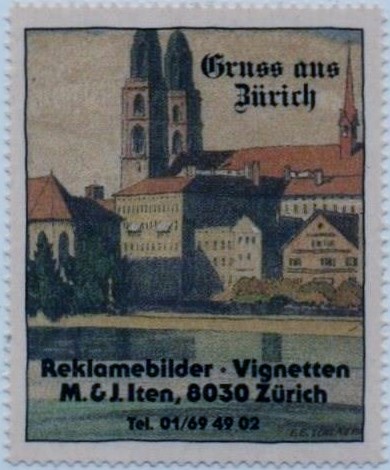 Gruss aus
Zürich
Reklamebilder · Vignetten
M. & J. Iten, 8030 Zürich
Tel. 01/69 49 02